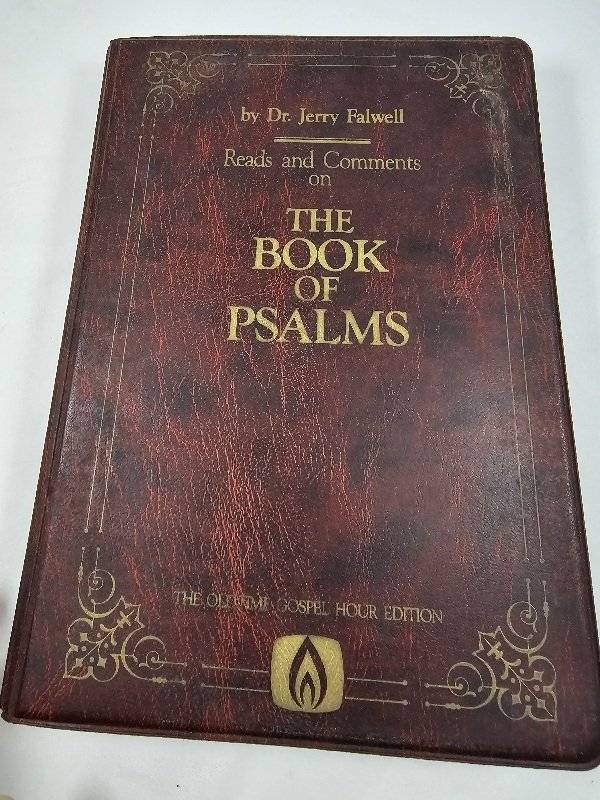 by Dr. Jerry Falwell
Reads and Comments
on
THE
BOOK
OF
PSALMS
THE OLD-TIME GOSPEL HOUR EDITION